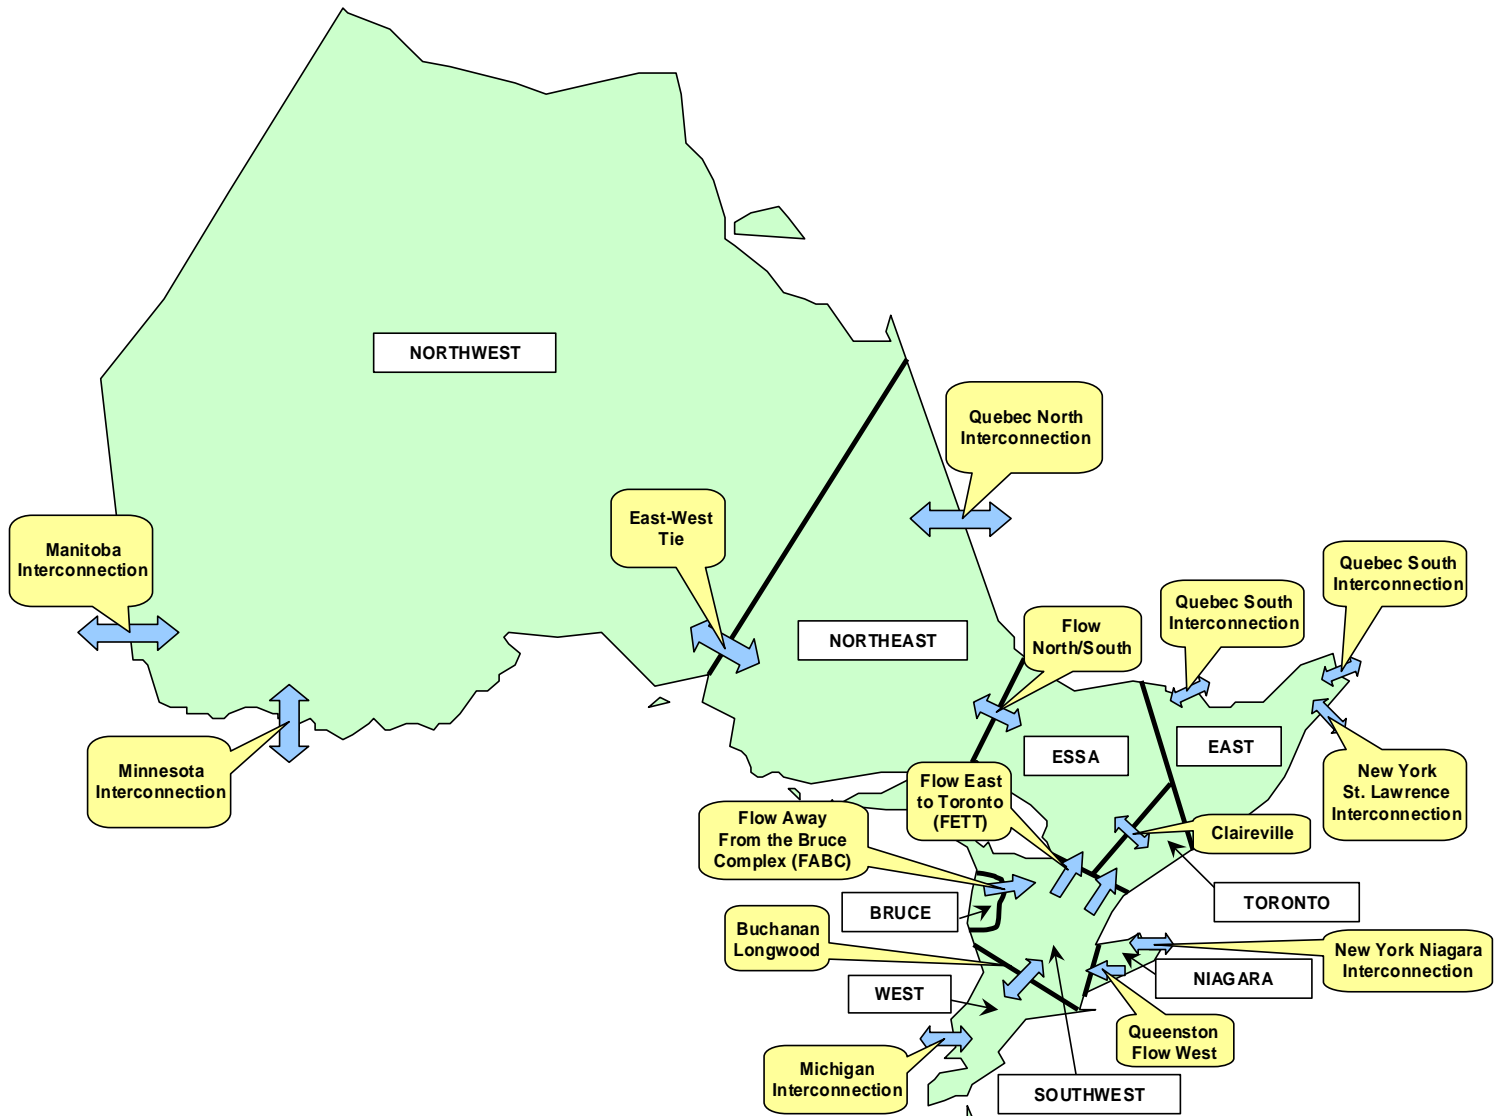 NORTHWEST
Quebec North
Interconnection
East-West
Tie
Manitoba
Interconnection
Quebec South
Interconnection
Quebec South
Interconnection
Flow
North/South
NORTHEAST
EAST
ESSA
Minnesota
Interconnection
New York
St. Lawrence
Interconnection
Flow East
to Toronto
(FETT)
Flow Away
From the Bruce
Complex (FABC)
Claireville
TORONTO
BRUCE
Buchanan
Longwood
New York Niagara
Interconnection
NIAGARA
WEST
Queenston
Flow West
Michigan
Interconnection
SOUTHWEST